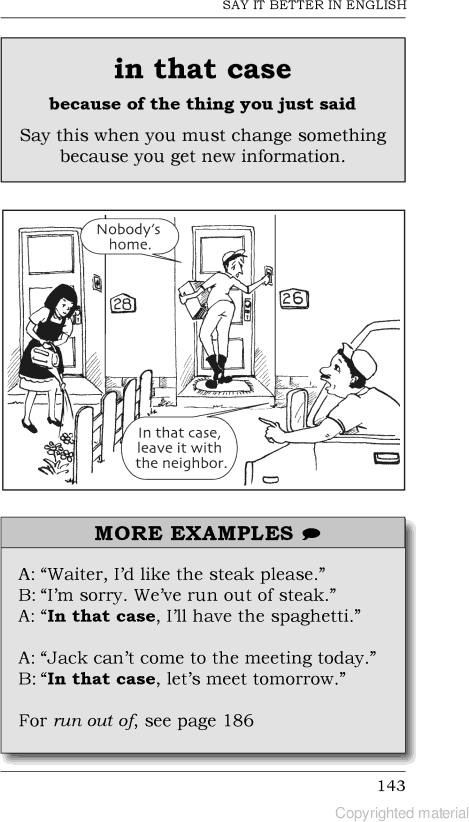 SAY IT BETTER IN ENGLISH
in that case
because of the thing you just said
Say this when you must change something
because you get new information.
Nobody's
home.
28
26
In that case,
leave it with
the neighbor.
MORE EXAMPLES
A: “Waiter, I’d like the steak please.”
B: “I’m sorry. We’ve run out of steak.”
A: “In that case, I’ll have the spaghetti.”
A: “Jack can’t come to the meeting today.”
B: “In that case, let’s meet tomorrow.”
For run out of, see page 186
143
Copyrighted material